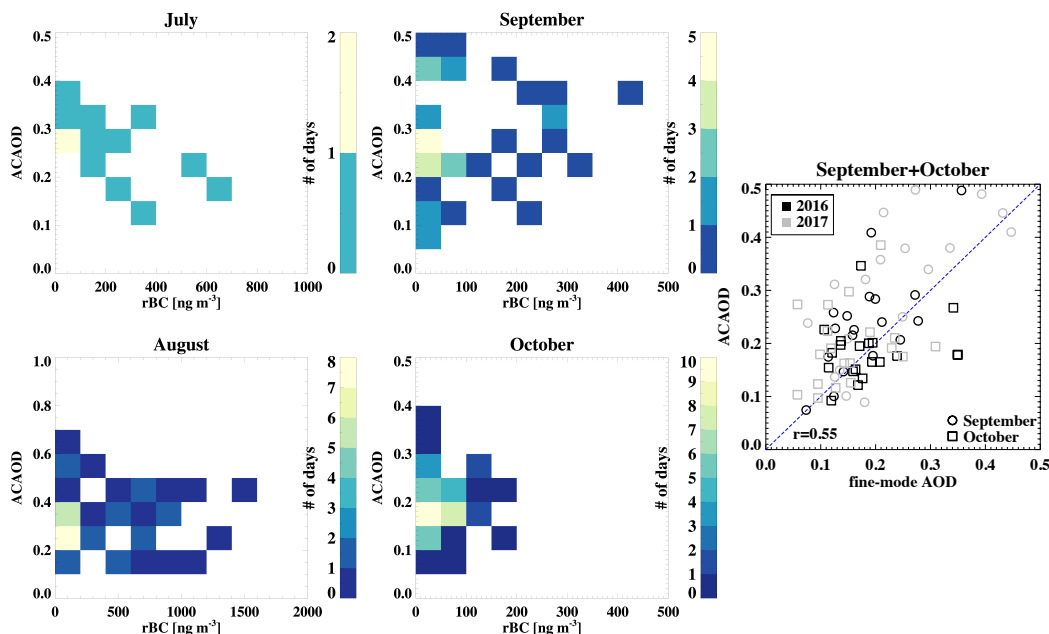 July
0.5
0.4
0.3
0.2
0.1
0.0
ACAOD
0 200 400 600 800 1000
rBC [ng m⁻³]
2
1
0
# of days
September
0.5
0.4
0.3
0.2
0.1
0.0
ACAOD
0 100 200 300 400 500
rBC [ng m⁻³]
5
4
3
2
1
0
# of days
August
1.0
0.8
0.6
0.4
0.2
0.0
ACAOD
0 500 1000 1500 2000
rBC [ng m⁻³]
8
7
6
5
4
3
2
1
0
# of days
October
0.5
0.4
0.3
0.2
0.1
0.0
ACAOD
0 100 200 300 400 500
rBC [ng m⁻³]
10
9
8
7
6
5
4
3
2
1
0
# of days
September+October
0.5
0.4
0.3
0.2
0.1
0.0
ACAOD
2016
2017
r=0.55
September
October
0.0 0.1 0.2 0.3 0.4 0.5
fine-mode AOD